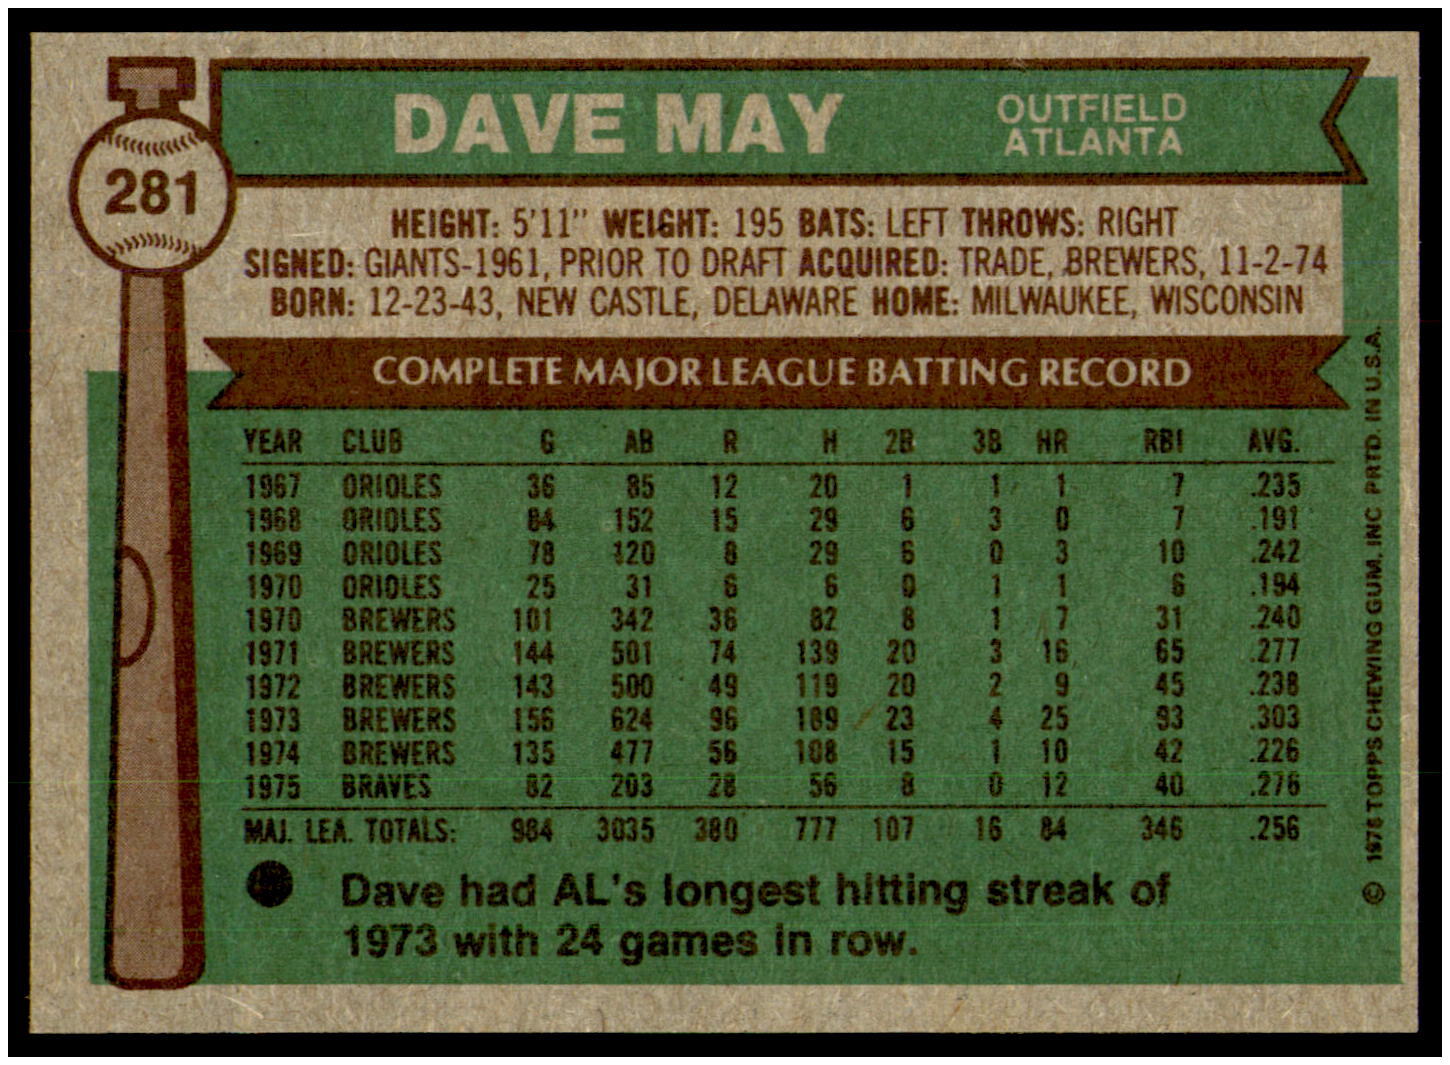 DAVE MAY
OUTFIELD
ATLANTA
281
HEIGHT: 5'11" WEIGHT: 195 BATS: LEFT THROWS: RIGHT
SIGNED: GIANTS-1961, PRIOR TO DRAFT ACQUIRED: TRADE, BREWERS, 11-2-74
BORN: 12-23-43, NEW CASTLE, DELAWARE HOME: MILWAUKEE, WISCONSIN
COMPLETE MAJOR LEAGUE BATTING RECORD
YEAR CLUB G AB R H 2B 3B HR RBI AVG.
1967 ORIOLES 36 85 12 20 1 1 1 7 .235
1968 ORIOLES 84 152 15 29 6 3 0 7 .191
1969 ORIOLES 78 120 8 29 6 0 3 10 .242
1970 ORIOLES 25 31 6 6 0 1 1 6 .194
1970 BREWERS 101 342 36 82 8 1 7 31 .240
1971 BREWERS 144 501 74 139 20 3 16 65 .277
1972 BREWERS 143 500 49 119 20 2 9 45 .238
1973 BREWERS 156 624 96 189 23 4 25 93 .303
1974 BREWERS 135 477 56 108 15 1 10 42 .226
1975 BRAVES 82 203 28 56 8 0 12 40 .276
MAJ. LEA. TOTALS: 984 3035 380 777 107 16 84 346 .256
Dave had AL's longest hitting streak of
1973 with 24 games in row.
© 1976 TOPPS CHEWING GUM, INC PRTD. IN U.S.A.